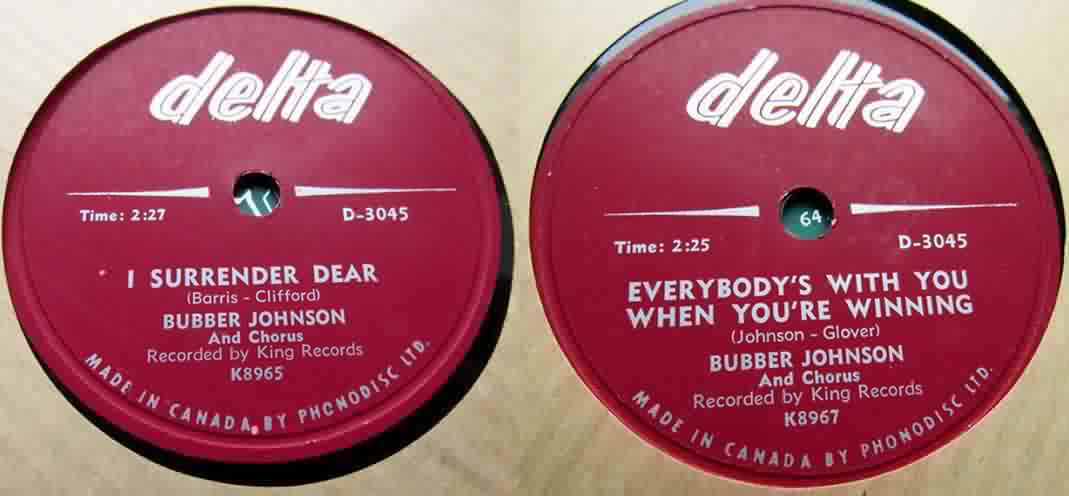 delta
Time: 2:27
D-3045
I SURRENDER DEAR
(Barris - Clifford)
BUBBER JOHNSON
And Chorus
Recorded by King Records
K8965
MADE IN CANADA BY PHONODISC LTD.
delta
64
Time: 2:25
D-3045
EVERYBODY'S WITH YOU
WHEN YOU'RE WINNING
(Johnson - Glover)
BUBBER JOHNSON
And Chorus
Recorded by King Records
K8967
MADE IN CANADA BY PHONODISC LTD.